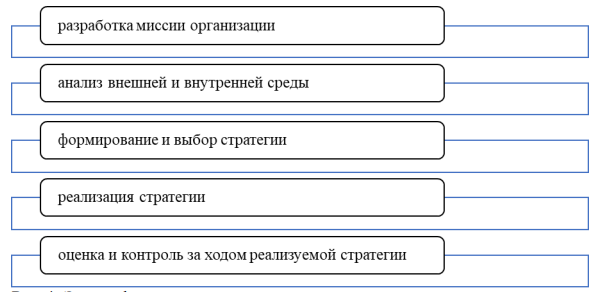 разработка миссии организации
анализ внешней и внутренней среды
формирование и выбор стратегии
реализация стратегии
оценка и контроль за ходом реализуемой стратегии